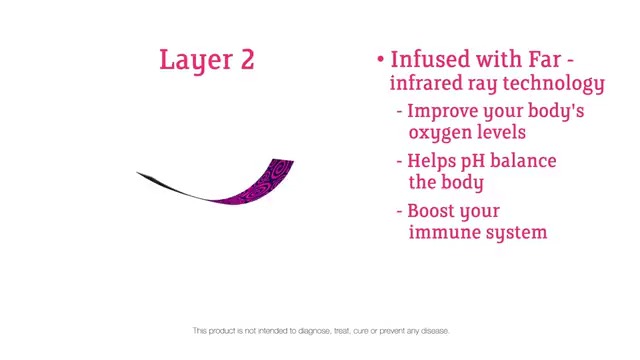 Layer 2
• Infused with Far -
infrared ray technology
- Improve your body's
oxygen levels
- Helps pH balance
the body
- Boost your
immune system
This product is not intended to diagnose, treat, cure or prevent any disease.